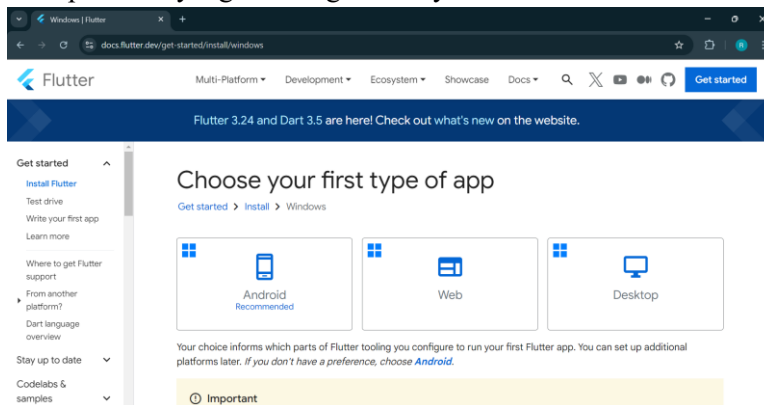 Windows | Flutter
docs.flutter.dev/get-started/install/windows
Flutter
Multi-Platform Development Ecosystem Showcase Docs Get started
Flutter 3.24 and Dart 3.5 are here! Check out what's new on the website.
Get started
Install Flutter
Test drive
Write your first app
Learn more
Where to get Flutter
support
From another
platform?
Dart language
overview
Stay up to date
Codelabs &
samples
Choose your first type of app
Get started > Install > Windows
Android
Recommended
Web
Desktop
Your choice informs which parts of Flutter tooling you configure to run your first Flutter app. You can set up additional
platforms later. If you don't have a preference, choose Android.
Important